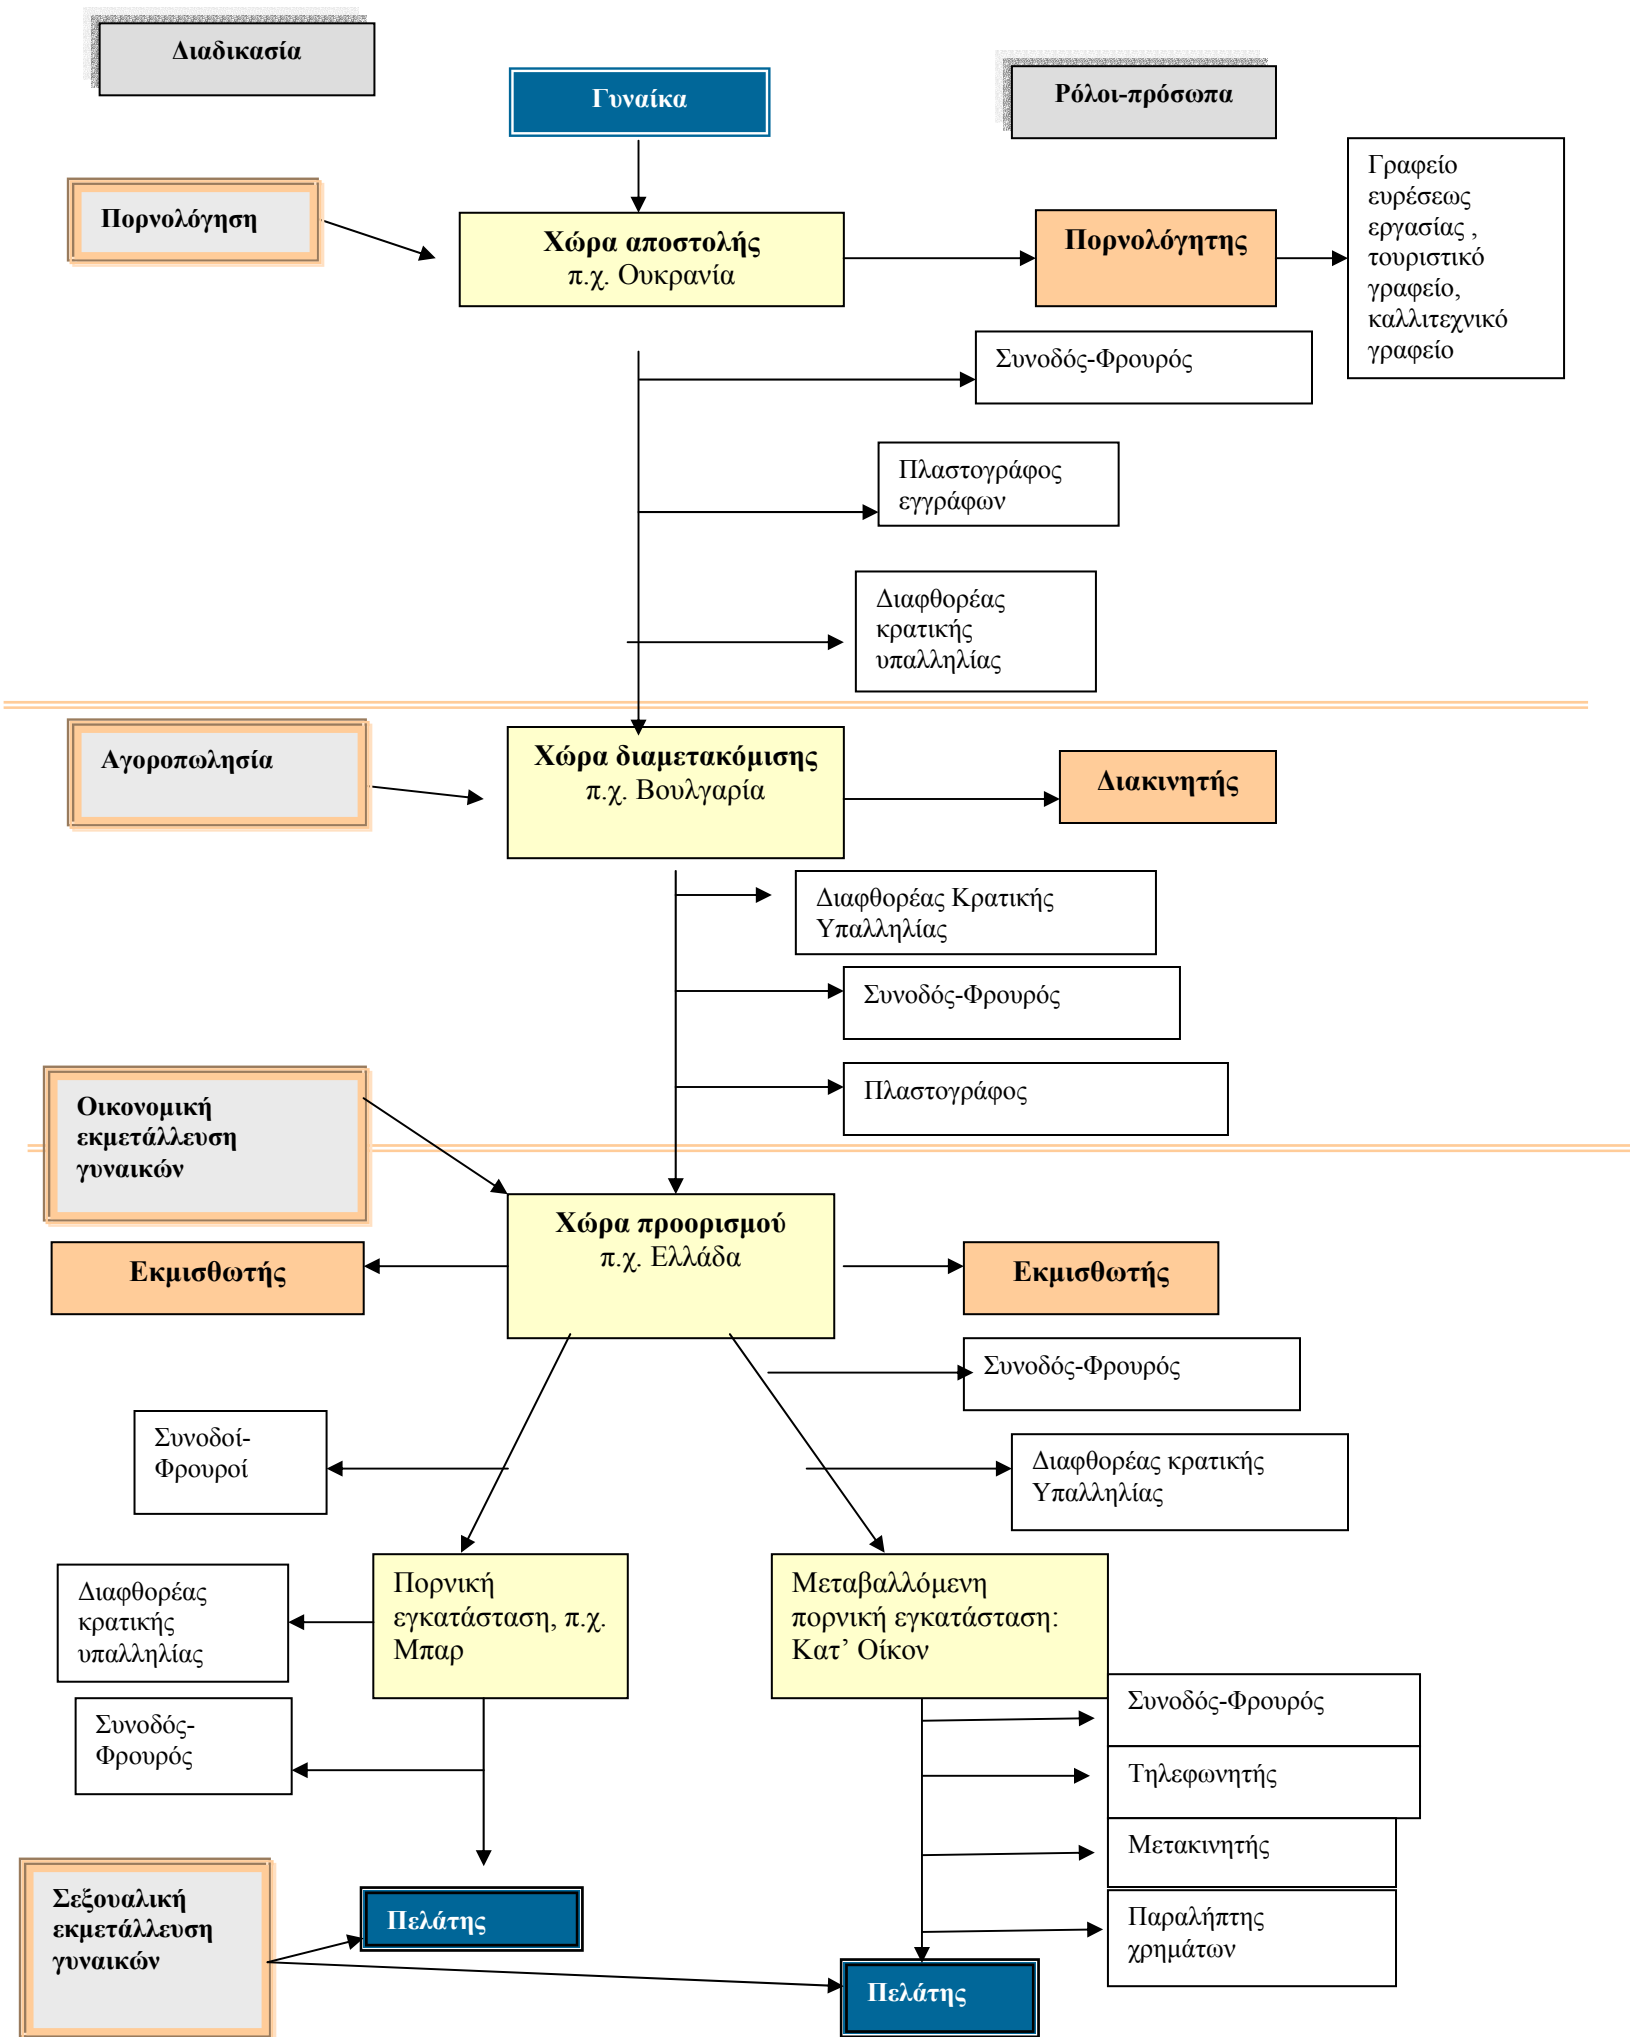 Διαδικασία
Γυναίκα
Ρόλοι-πρόσωπα
Πορνολόγηση
Χώρα αποστολής
π.χ. Ουκρανία
Πορνολόγητης
Γραφείο
ευρέσεως
εργασίας ,
τουριστικό
γραφείο,
καλλιτεχνικό
γραφείο
Συνοδός-Φρουρός
Πλαστογράφος
εγγράφων
Διαφθορέας
κρατικής
υπαλληλίας
Αγοροπωλησία
Χώρα διαμετακόμισης
π.χ. Βουλγαρία
Διακινητής
Διαφθορέας Κρατικής
Υπαλληλίας
Συνοδός-Φρουρός
Πλαστογράφος
Οικονομική
εκμετάλλευση
γυναικών
Χώρα προορισμού
π.χ. Ελλάδα
Εκμισθωτής
Εκμισθωτής
Συνοδός-Φρουρός
Συνοδοί-
Φρουροί
Διαφθορέας κρατικής
Υπαλληλίας
Διαφθορέας
κρατικής
υπαλληλίας
Πορνική
εγκατάσταση, π.χ.
Μπαρ
Μεταβαλλόμενη
πορνική εγκατάσταση:
Κατ’ Οίκον
Συνοδός-
Φρουρός
Συνοδός-Φρουρός
Τηλεφωνητής
Μετακινητής
Παραλήπτης
χρημάτων
Σεξουαλική
εκμετάλλευση
γυναικών
Πελάτης
Πελάτης